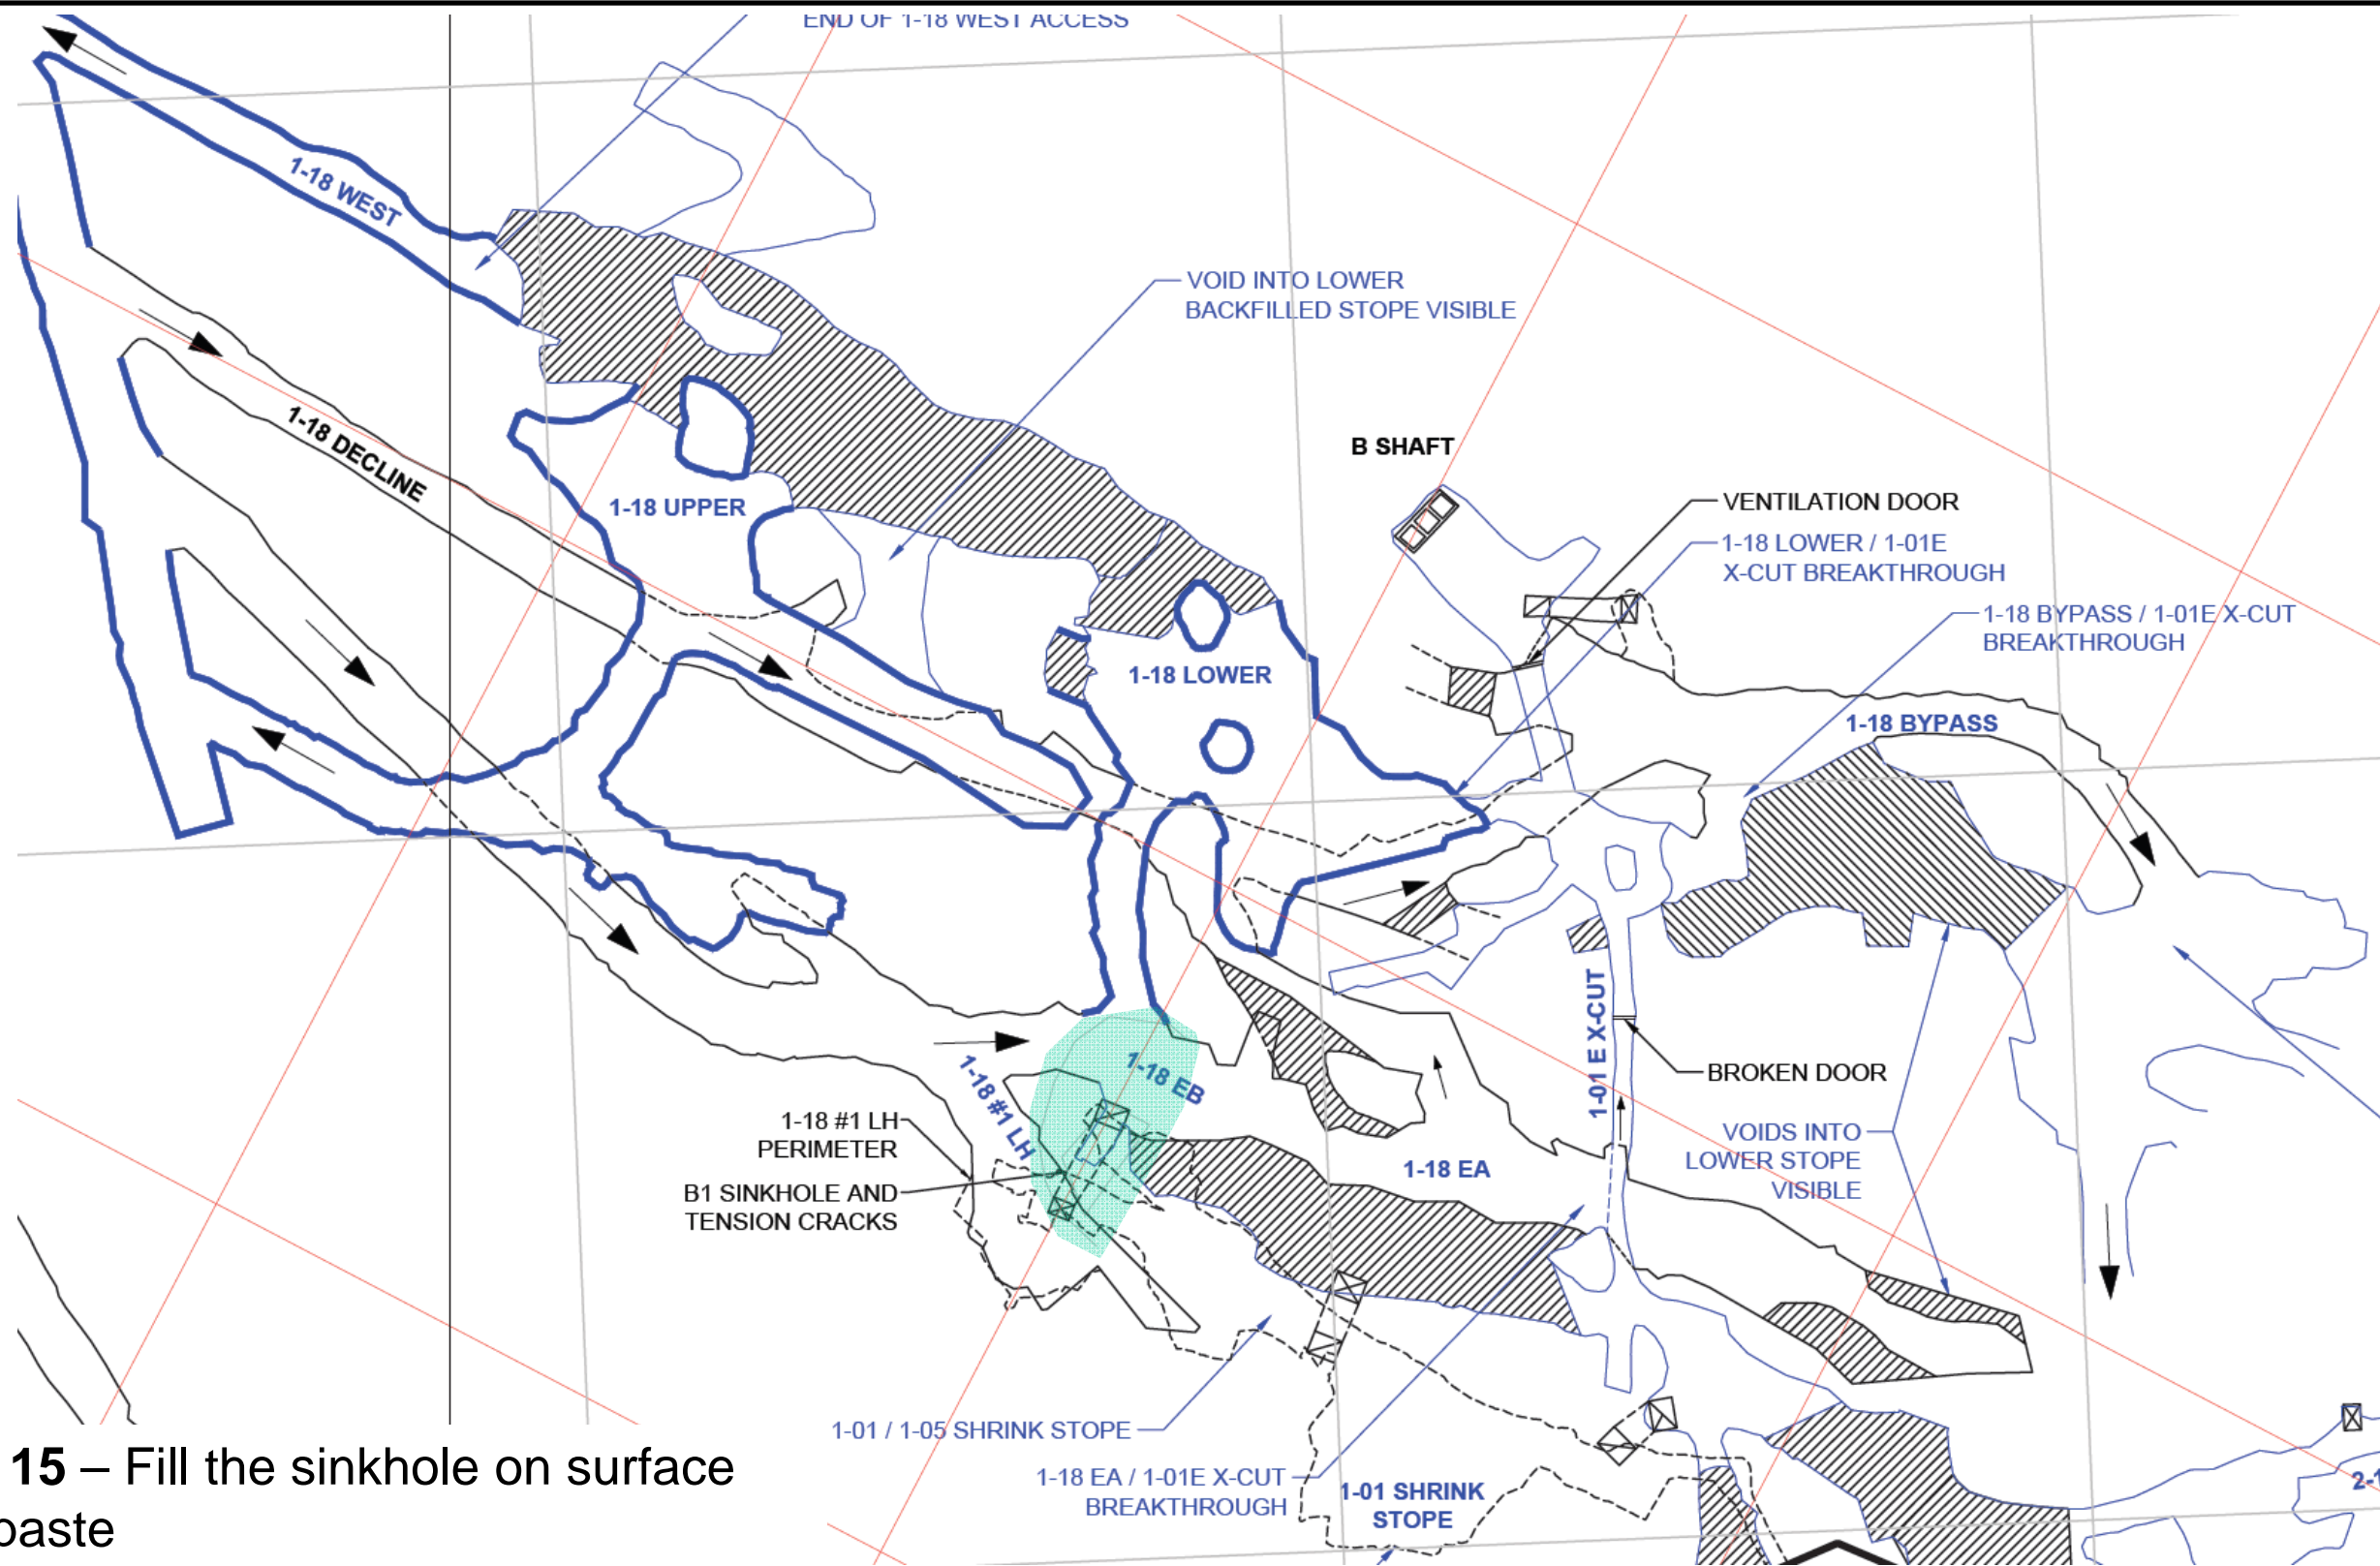 END OF 1-18 WEST ACCESS
1-18 WEST
VOID INTO LOWER
BACKFILLED STOPE VISIBLE
1-18 DECLINE
B SHAFT
1-18 UPPER
VENTILATION DOOR
1-18 LOWER / 1-01E
X-CUT BREAKTHROUGH
1-18 BYPASS / 1-01E X-CUT
BREAKTHROUGH
1-18 LOWER
1-18 BYPASS
1-01 E X-CUT
BROKEN DOOR
1-18 EB
1-18 #1 LH
1-18 #1 LH
PERIMETER
B1 SINKHOLE AND
TENSION CRACKS
1-18 EA
VOIDS INTO
LOWER STOPE
VISIBLE
1-01 / 1-05 SHRINK STOPE
1-18 EA / 1-01E X-CUT
BREAKTHROUGH
1-01 SHRINK
STOPE
15 – Fill the sinkhole on surface
paste